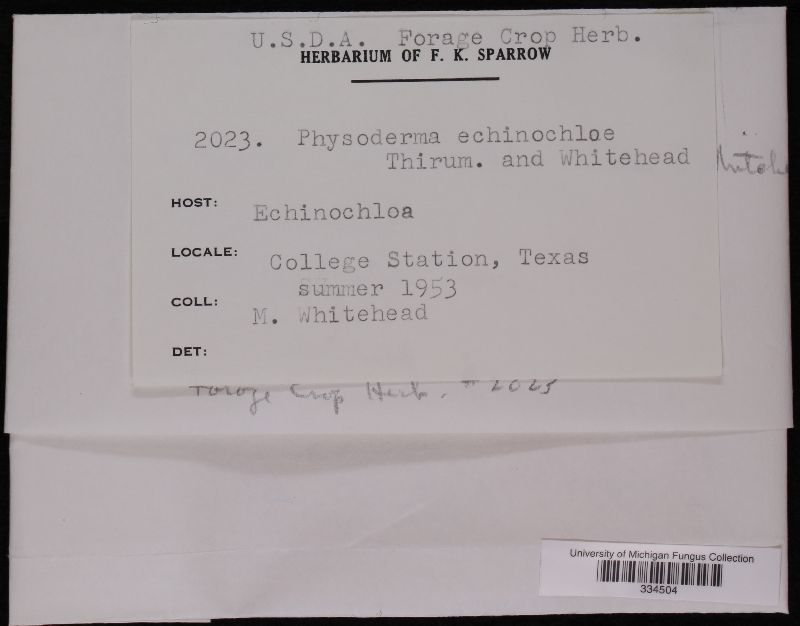 U.S.D.A. Forage Crop Herb.
HERBARIUM OF F. K. SPARROW
2023. Physoderma echinochloe
Thirum. and Whitehead
HOST: Echinochloa
LOCALE: College Station, Texas
summer 1953
COLL: M. Whitehead
DET:
Forage Crop Herb. # 2023
University of Michigan Fungus Collection
334504